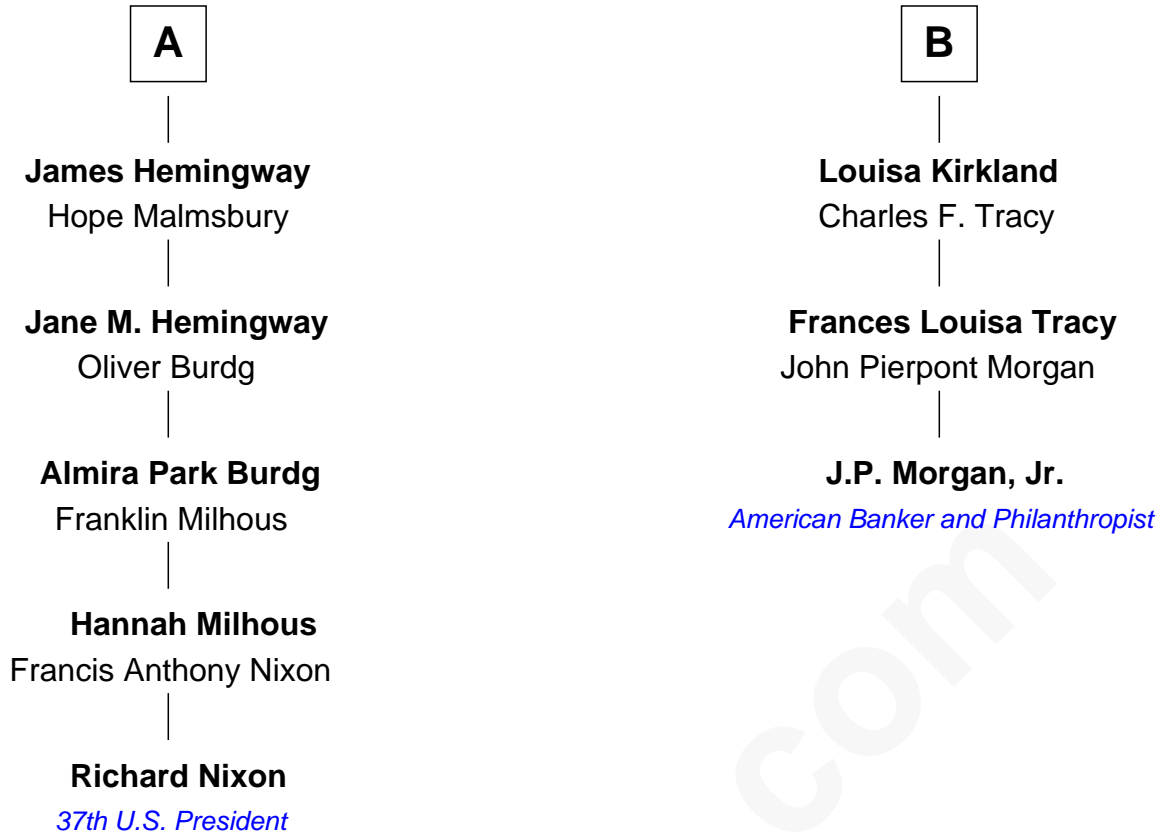 A
James Hemingway
Hope Malmsbury
Jane M. Hemingway
Oliver Burdg
Almira Park Burdg
Franklin Milhous
Hannah Milhous
Francis Anthony Nixon
Richard Nixon
37th U.S. President
B
Louisa Kirkland
Charles F. Tracy
Frances Louisa Tracy
John Pierpont Morgan
J.P. Morgan, Jr.
American Banker and Philanthropist
com